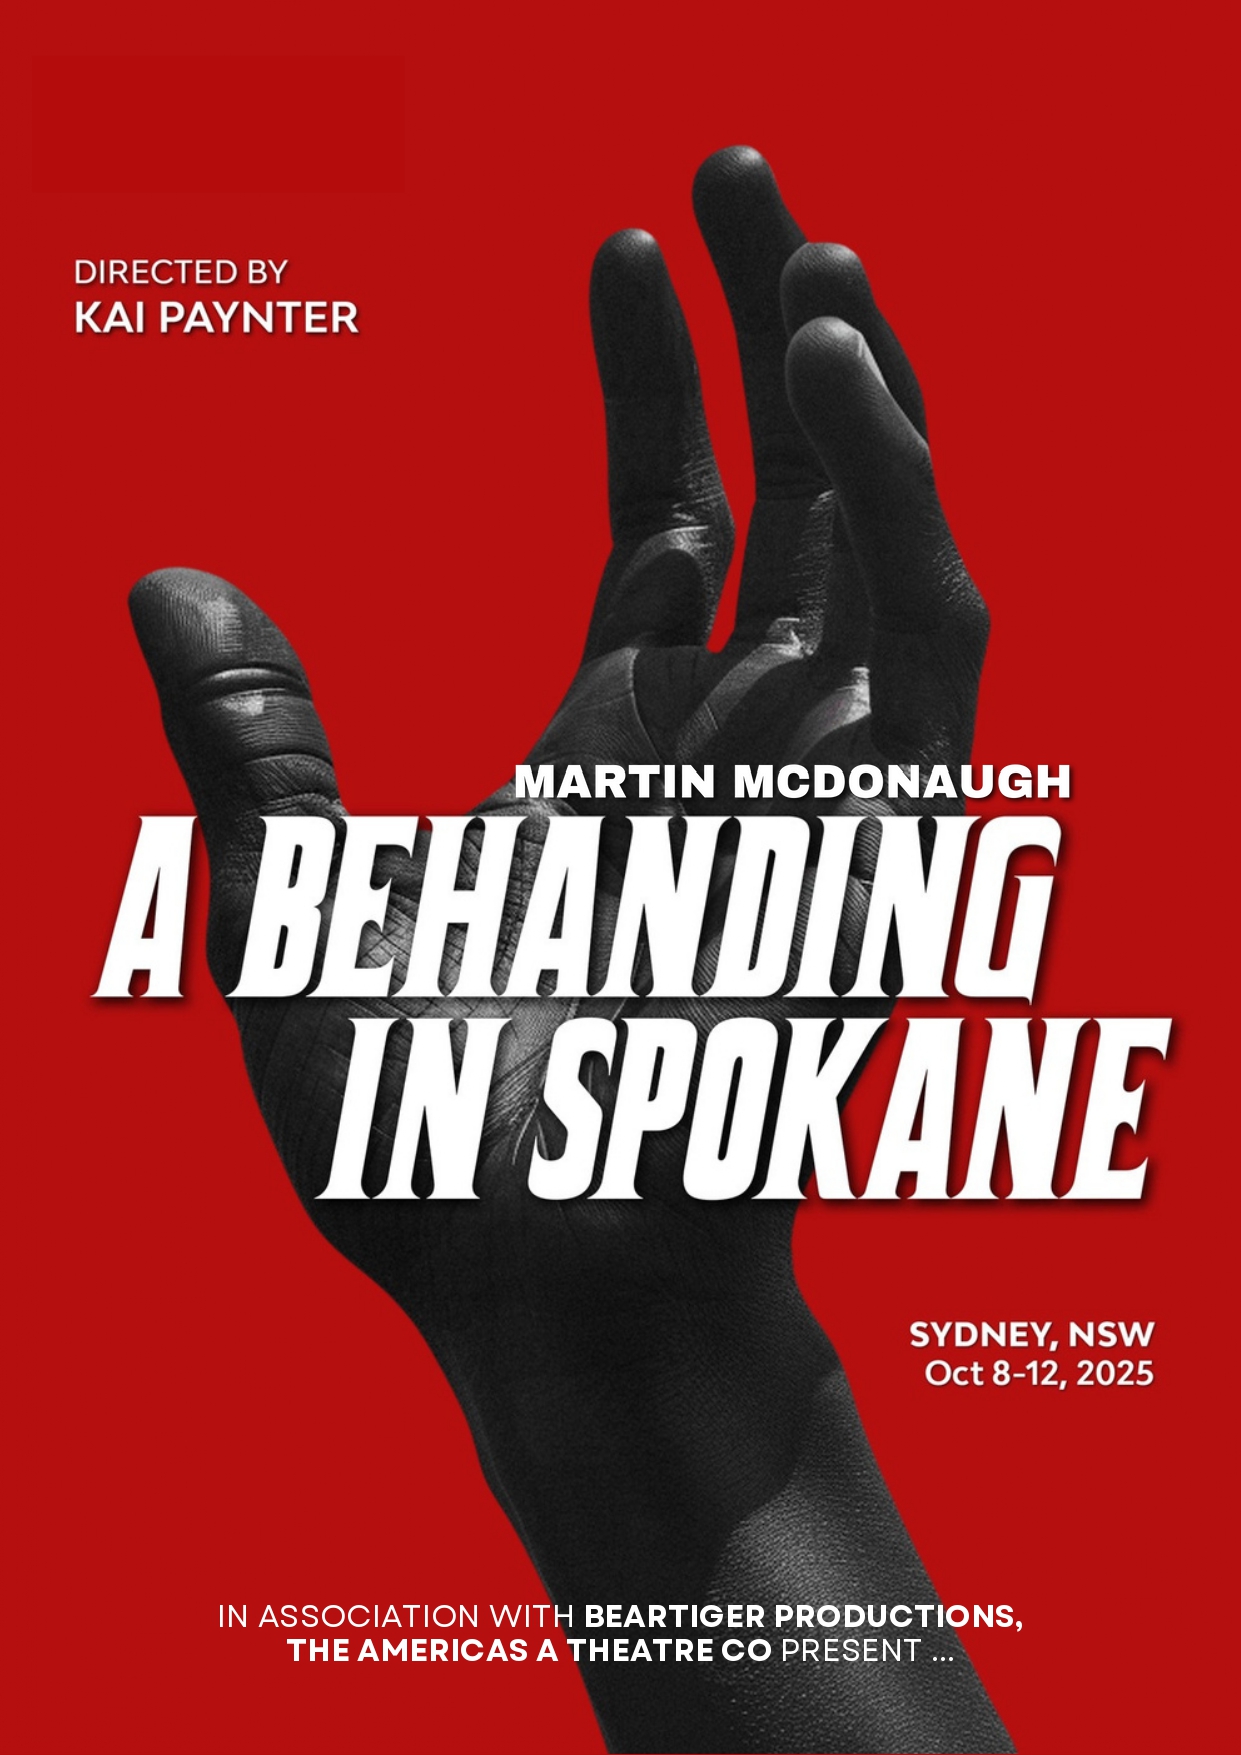 DIRECTED BY
KAI PAYNTER
MARTIN MCDONAUGH
A BEHANDING
IN SPOKANE
SYDNEY, NSW
Oct 8-12, 2025
IN ASSOCIATION WITH BEARTIGER PRODUCTIONS,
THE AMERICAS A THEATRE CO PRESENT ...